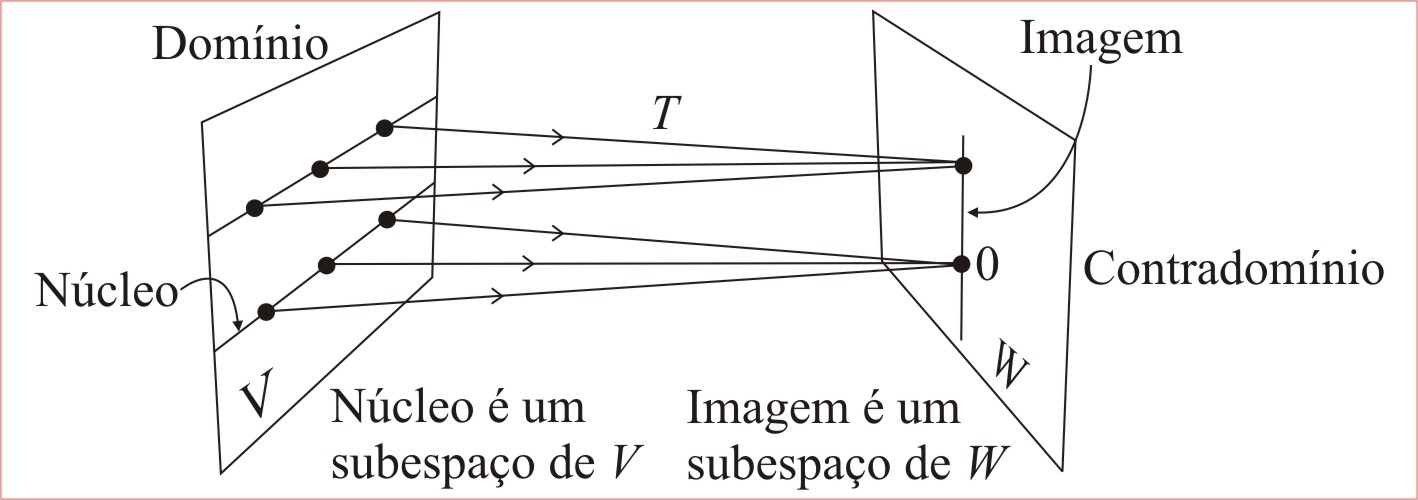 Domínio
Imagem
T
0
Contradomínio
Núcleo
V
W
Núcleo é um
subespaço de V
Imagem é um
subespaço de W